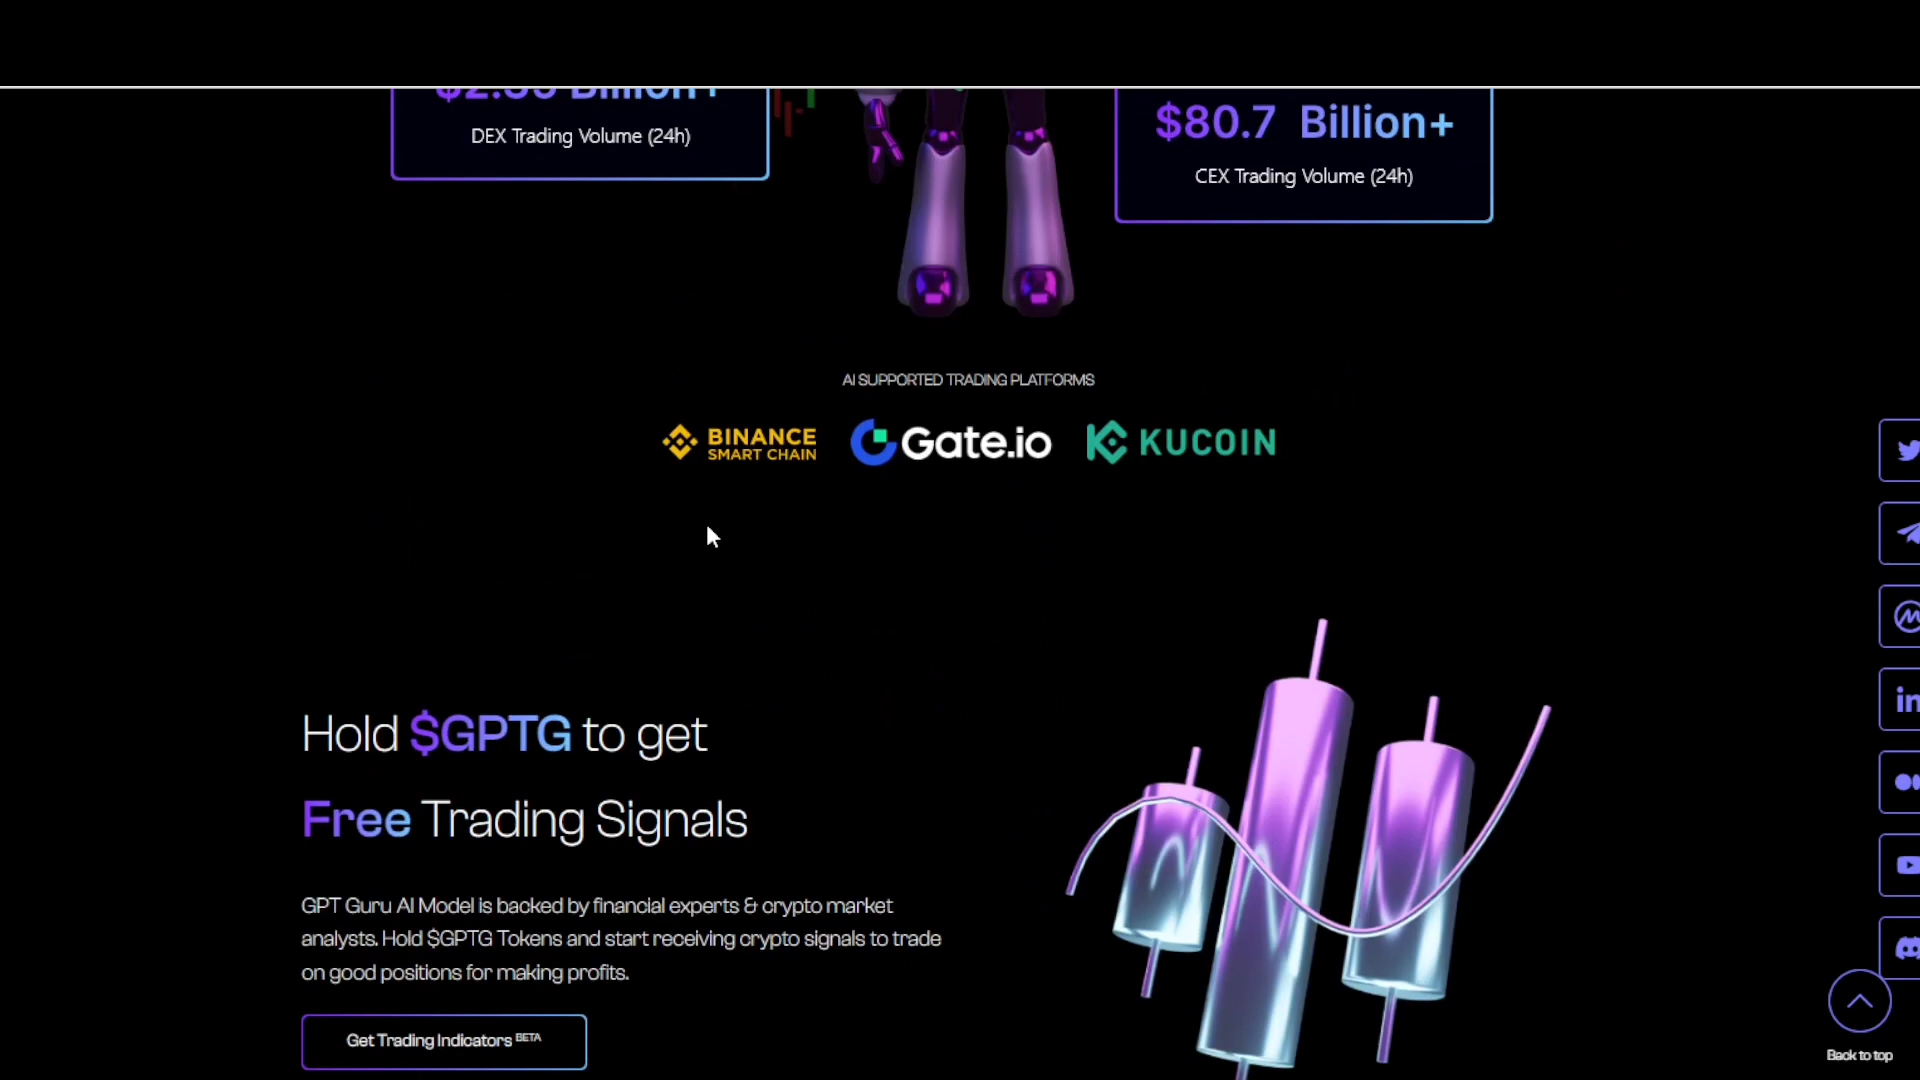 Billion+
DEX Trading Volume (24h)
$80.7 Billion+
CEX Trading Volume (24h)
AI SUPPORTED TRADING PLATFORMS
BINANCE
SMART CHAIN
Gate.io
KUCOIN
Hold $GPTG to get
Free Trading Signals
GPT Guru AI Model is backed by financial experts & crypto market
analysts. Hold $GPTG Tokens and start receiving crypto signals to trade
on good positions for making profits.
Get Trading Indicators BETA
in
Back to top